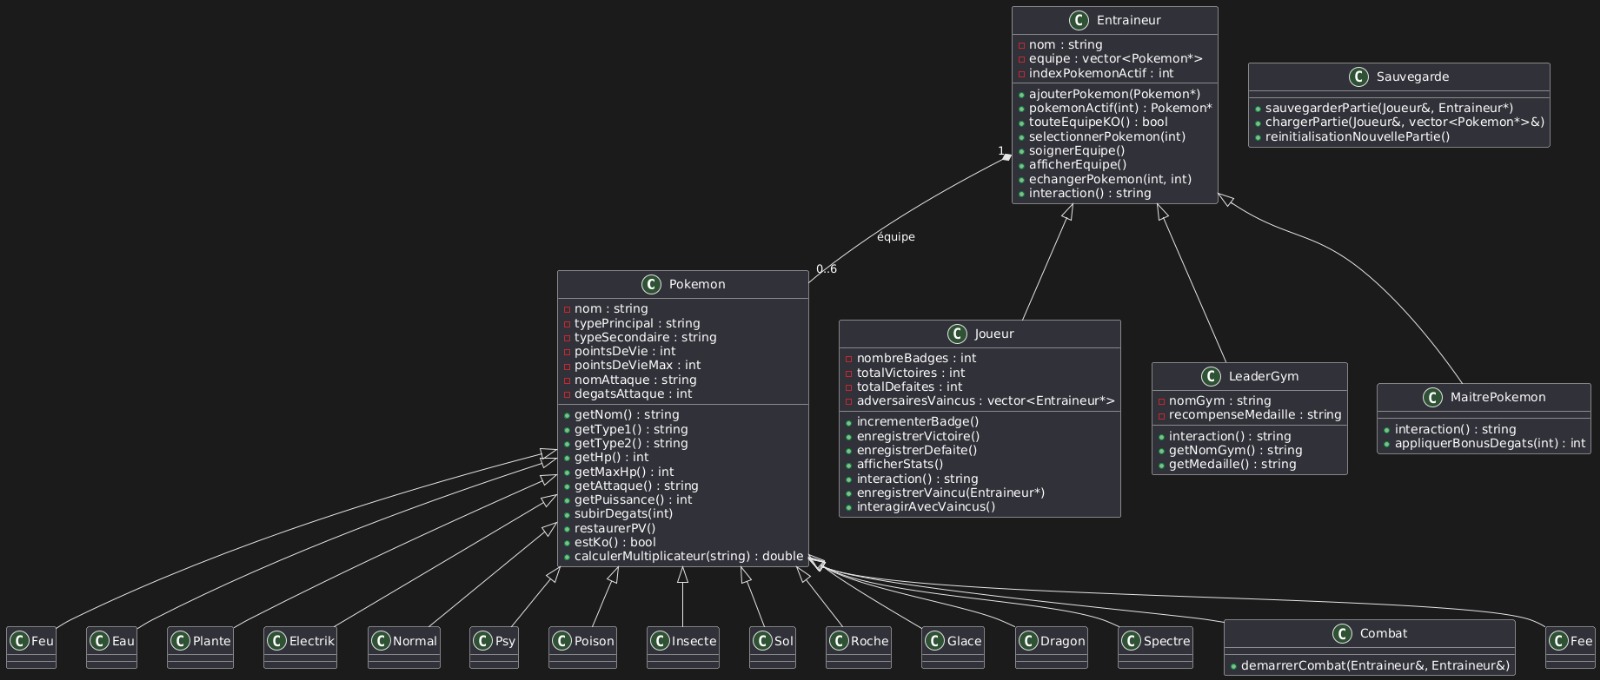 C Entraineur
nom : string
equipe : vector<Pokemon*>
indexPokemonActif : int
ajouterPokemon(Pokemon*)
pokemonActif(int) : Pokemon*
touteEquipeKO() : bool
selectionnerPokemon(int)
soignerEquipe()
afficherEquipe()
echangerPokemon(int, int)
interaction() : string
C Sauvegarde
sauvegarderPartie(Joueur&, Entraineur*)
chargerPartie(Joueur&, vector<Pokemon*>&)
reinitialisationNouvellePartie()
1
équipe
0..6
C Pokemon
nom : string
typePrincipal : string
typeSecondaire : string
pointsDeVie : int
pointsDeVieMax : int
nomAttaque : string
degatsAttaque : int
getNom() : string
getType1() : string
getType2() : string
getHp() : int
getMaxHp() : int
getAttaque() : string
getPuissance() : int
subirDegats(int)
restaurerPV()
estKo() : bool
calculerMultiplicateur(string) : double
C Joueur
nombreBadges : int
totalVictoires : int
totalDefaites : int
adversairesVaincus : vector<Entraineur*>
incrementerBadge()
enregistrerVictoire()
enregistrerDefaite()
afficherStats()
interaction() : string
enregistrerVaincu(Entraineur*)
interagirAvecVaincus()
C LeaderGym
nomGym : string
recompenseMedaille : string
interaction() : string
getNomGym() : string
getMedaille() : string
C MaitrePokemon
interaction() : string
appliquerBonusDegats(int) : int
C Feu
C Eau
C Plante
C Electrik
C Normal
C Psy
C Poison
C Insecte
C Sol
C Roche
C Glace
C Dragon
C Spectre
C Combat
demarrerCombat(Entraineur&, Entraineur&)
C Fee